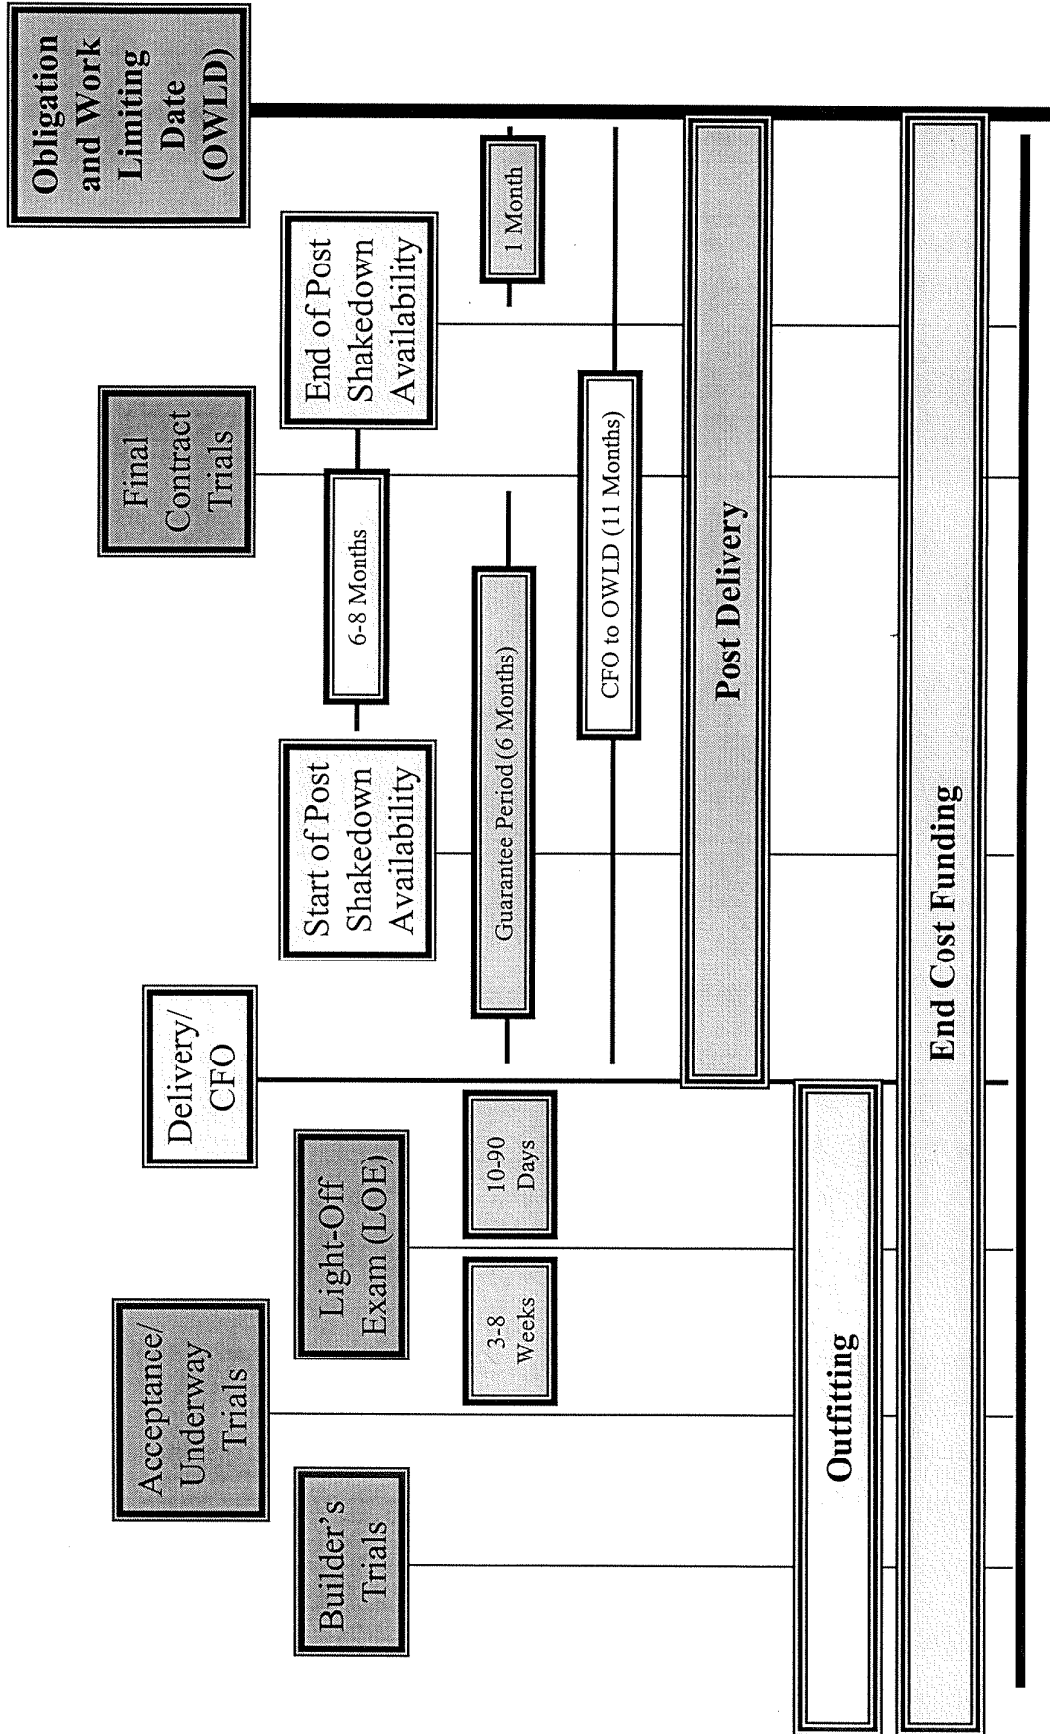 Builder's
Trials
Acceptance/
Underway
Trials
Light-Off
Exam (LOE)
Delivery/
CFO
Start of Post
Shakedown
Availability
Final
Contract
Trials
End of Post
Shakedown
Availability
Obligation
and Work
Limiting
Date
(OWLD)
6-8 Months
3-8
Weeks
10-90
Days
Guarantee Period (6 Months)
1 Month
CFO to OWLD (11 Months)
Post Delivery
Outfitting
End Cost Funding